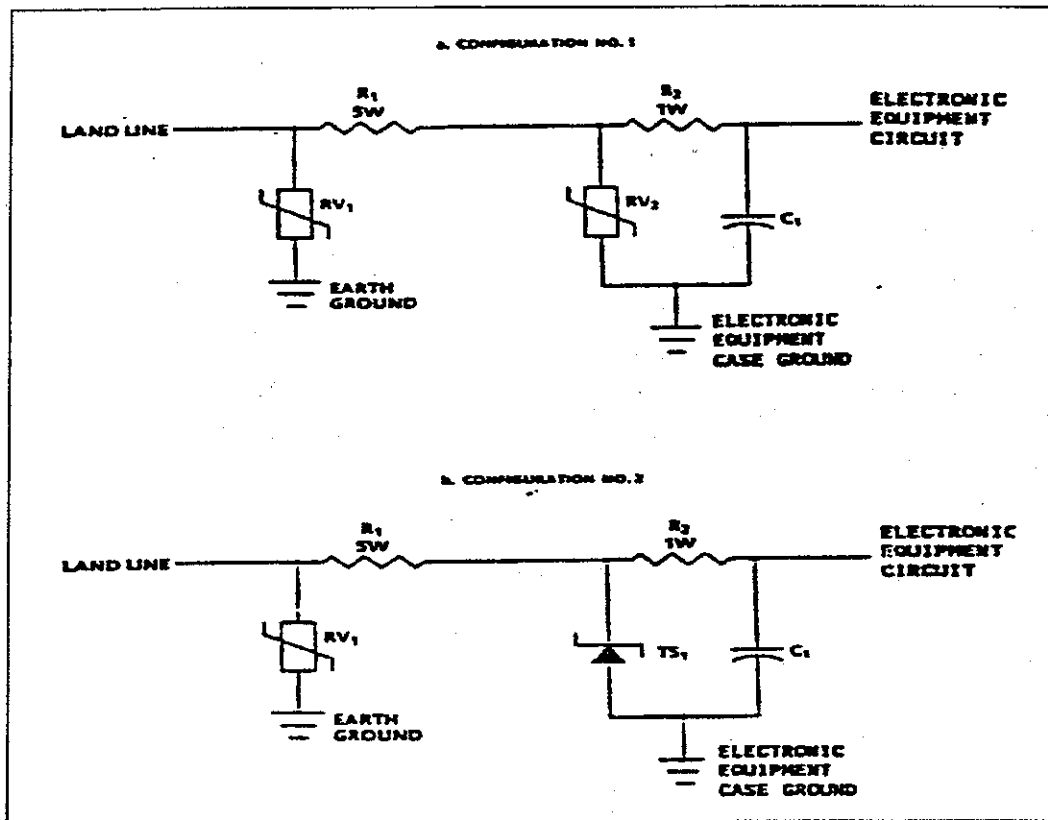 a. CONFIGURATION NO. 1
R1
5W
R2
1W
LAND LINE
ELECTRONIC
EQUIPMENT
CIRCUIT
RV1
RV2
C1
EARTH
GROUND
ELECTRONIC
EQUIPMENT
CASE GROUND
b. CONFIGURATION NO. 2
R1
5W
R2
1W
LAND LINE
ELECTRONIC
EQUIPMENT
CIRCUIT
RV1
TS1
C1
EARTH
GROUND
ELECTRONIC
EQUIPMENT
CASE GROUND